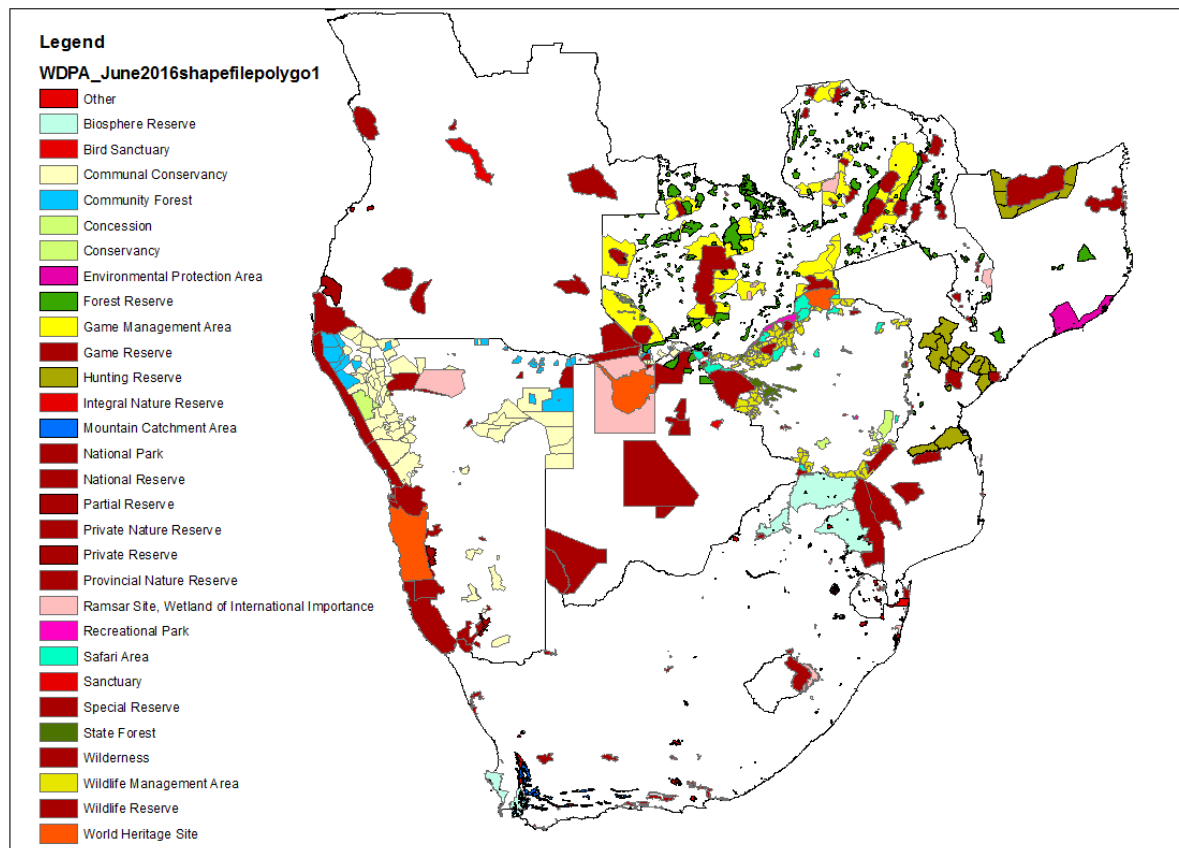 Legend
WDPA_June2016shapefilepolygo1
Other
Biosphere Reserve
Bird Sanctuary
Communal Conservancy
Community Forest
Concession
Conservancy
Environmental Protection Area
Forest Reserve
Game Management Area
Game Reserve
Hunting Reserve
Integral Nature Reserve
Mountain Catchment Area
National Park
National Reserve
Partial Reserve
Private Nature Reserve
Private Reserve
Provincial Nature Reserve
Ramsar Site, Wetland of International Importance
Recreational Park
Safari Area
Sanctuary
Special Reserve
State Forest
Wilderness
Wildlife Management Area
Wildlife Reserve
World Heritage Site